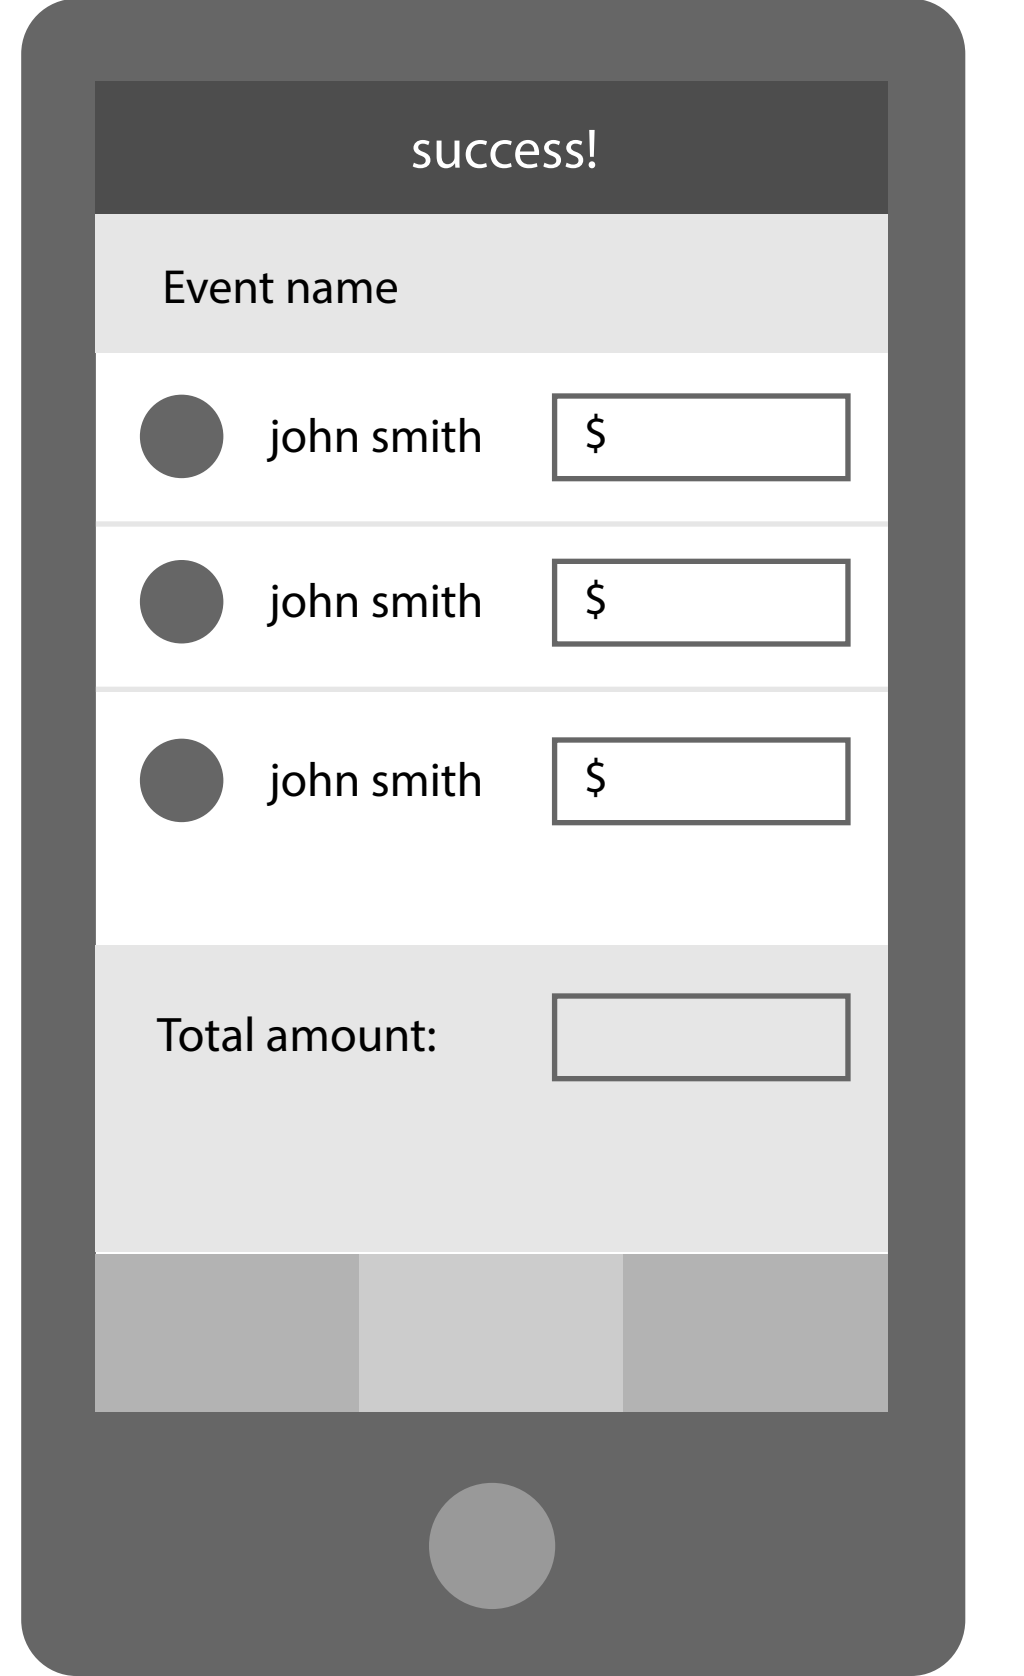 success!
Event name
john smith $
john smith $
john smith $
Total amount: